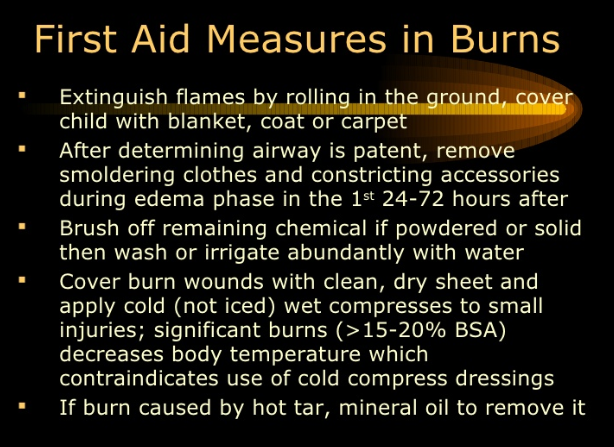 First Aid Measures in Burns
▪ Extinguish flames by rolling in the ground, cover
child with blanket, coat or carpet
▪ After determining airway is patent, remove
smoldering clothes and constricting accessories
during edema phase in the 1st 24-72 hours after
▪ Brush off remaining chemical if powdered or solid
then wash or irrigate abundantly with water
▪ Cover burn wounds with clean, dry sheet and
apply cold (not iced) wet compresses to small
injuries; significant burns (>15-20% BSA)
decreases body temperature which
contraindicates use of cold compress dressings
▪ If burn caused by hot tar, mineral oil to remove it